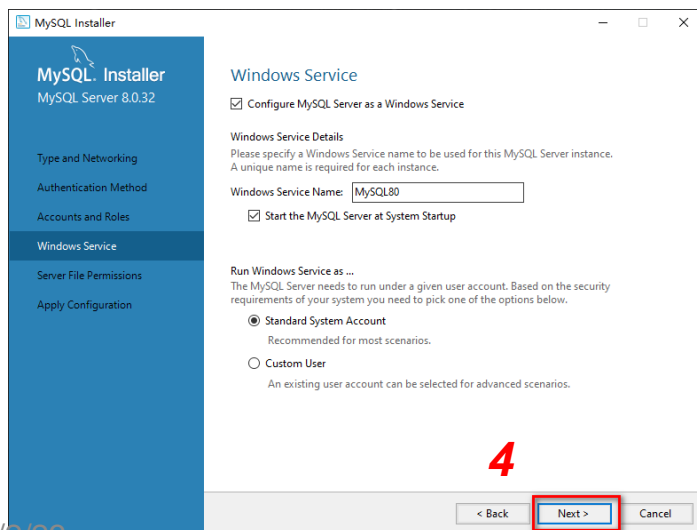 MySQL Installer
MySQL. Installer
MySQL Server 8.0.32
Type and Networking
Authentication Method
Accounts and Roles
Windows Service
Server File Permissions
Apply Configuration
Windows Service
Configure MySQL Server as a Windows Service
Windows Service Details
Please specify a Windows Service name to be used for this MySQL Server instance.
A unique name is required for each instance.
Windows Service Name: MySQL80
Start the MySQL Server at System Startup
Run Windows Service as ...
The MySQL Server needs to run under a given user account. Based on the security
requirements of your system you need to pick one of the options below.
Standard System Account
Recommended for most scenarios.
Custom User
An existing user account can be selected for advanced scenarios.
4
< Back Next > Cancel